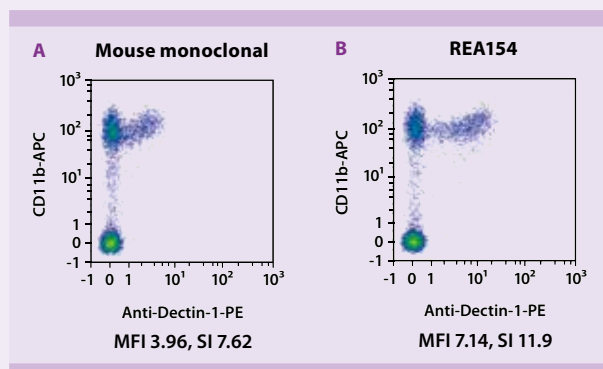 A Mouse monoclonal
10³
10²
10¹
1
0
-1
CD11b-APC
-1 0 1 10¹ 10² 10³
Anti-Dectin-1-PE
MFI 3.96, SI 7.62
B REA154
10³
10²
10¹
1
0
-1
CD11b-APC
-1 0 1 10¹ 10² 10³
Anti-Dectin-1-PE
MFI 7.14, SI 11.9